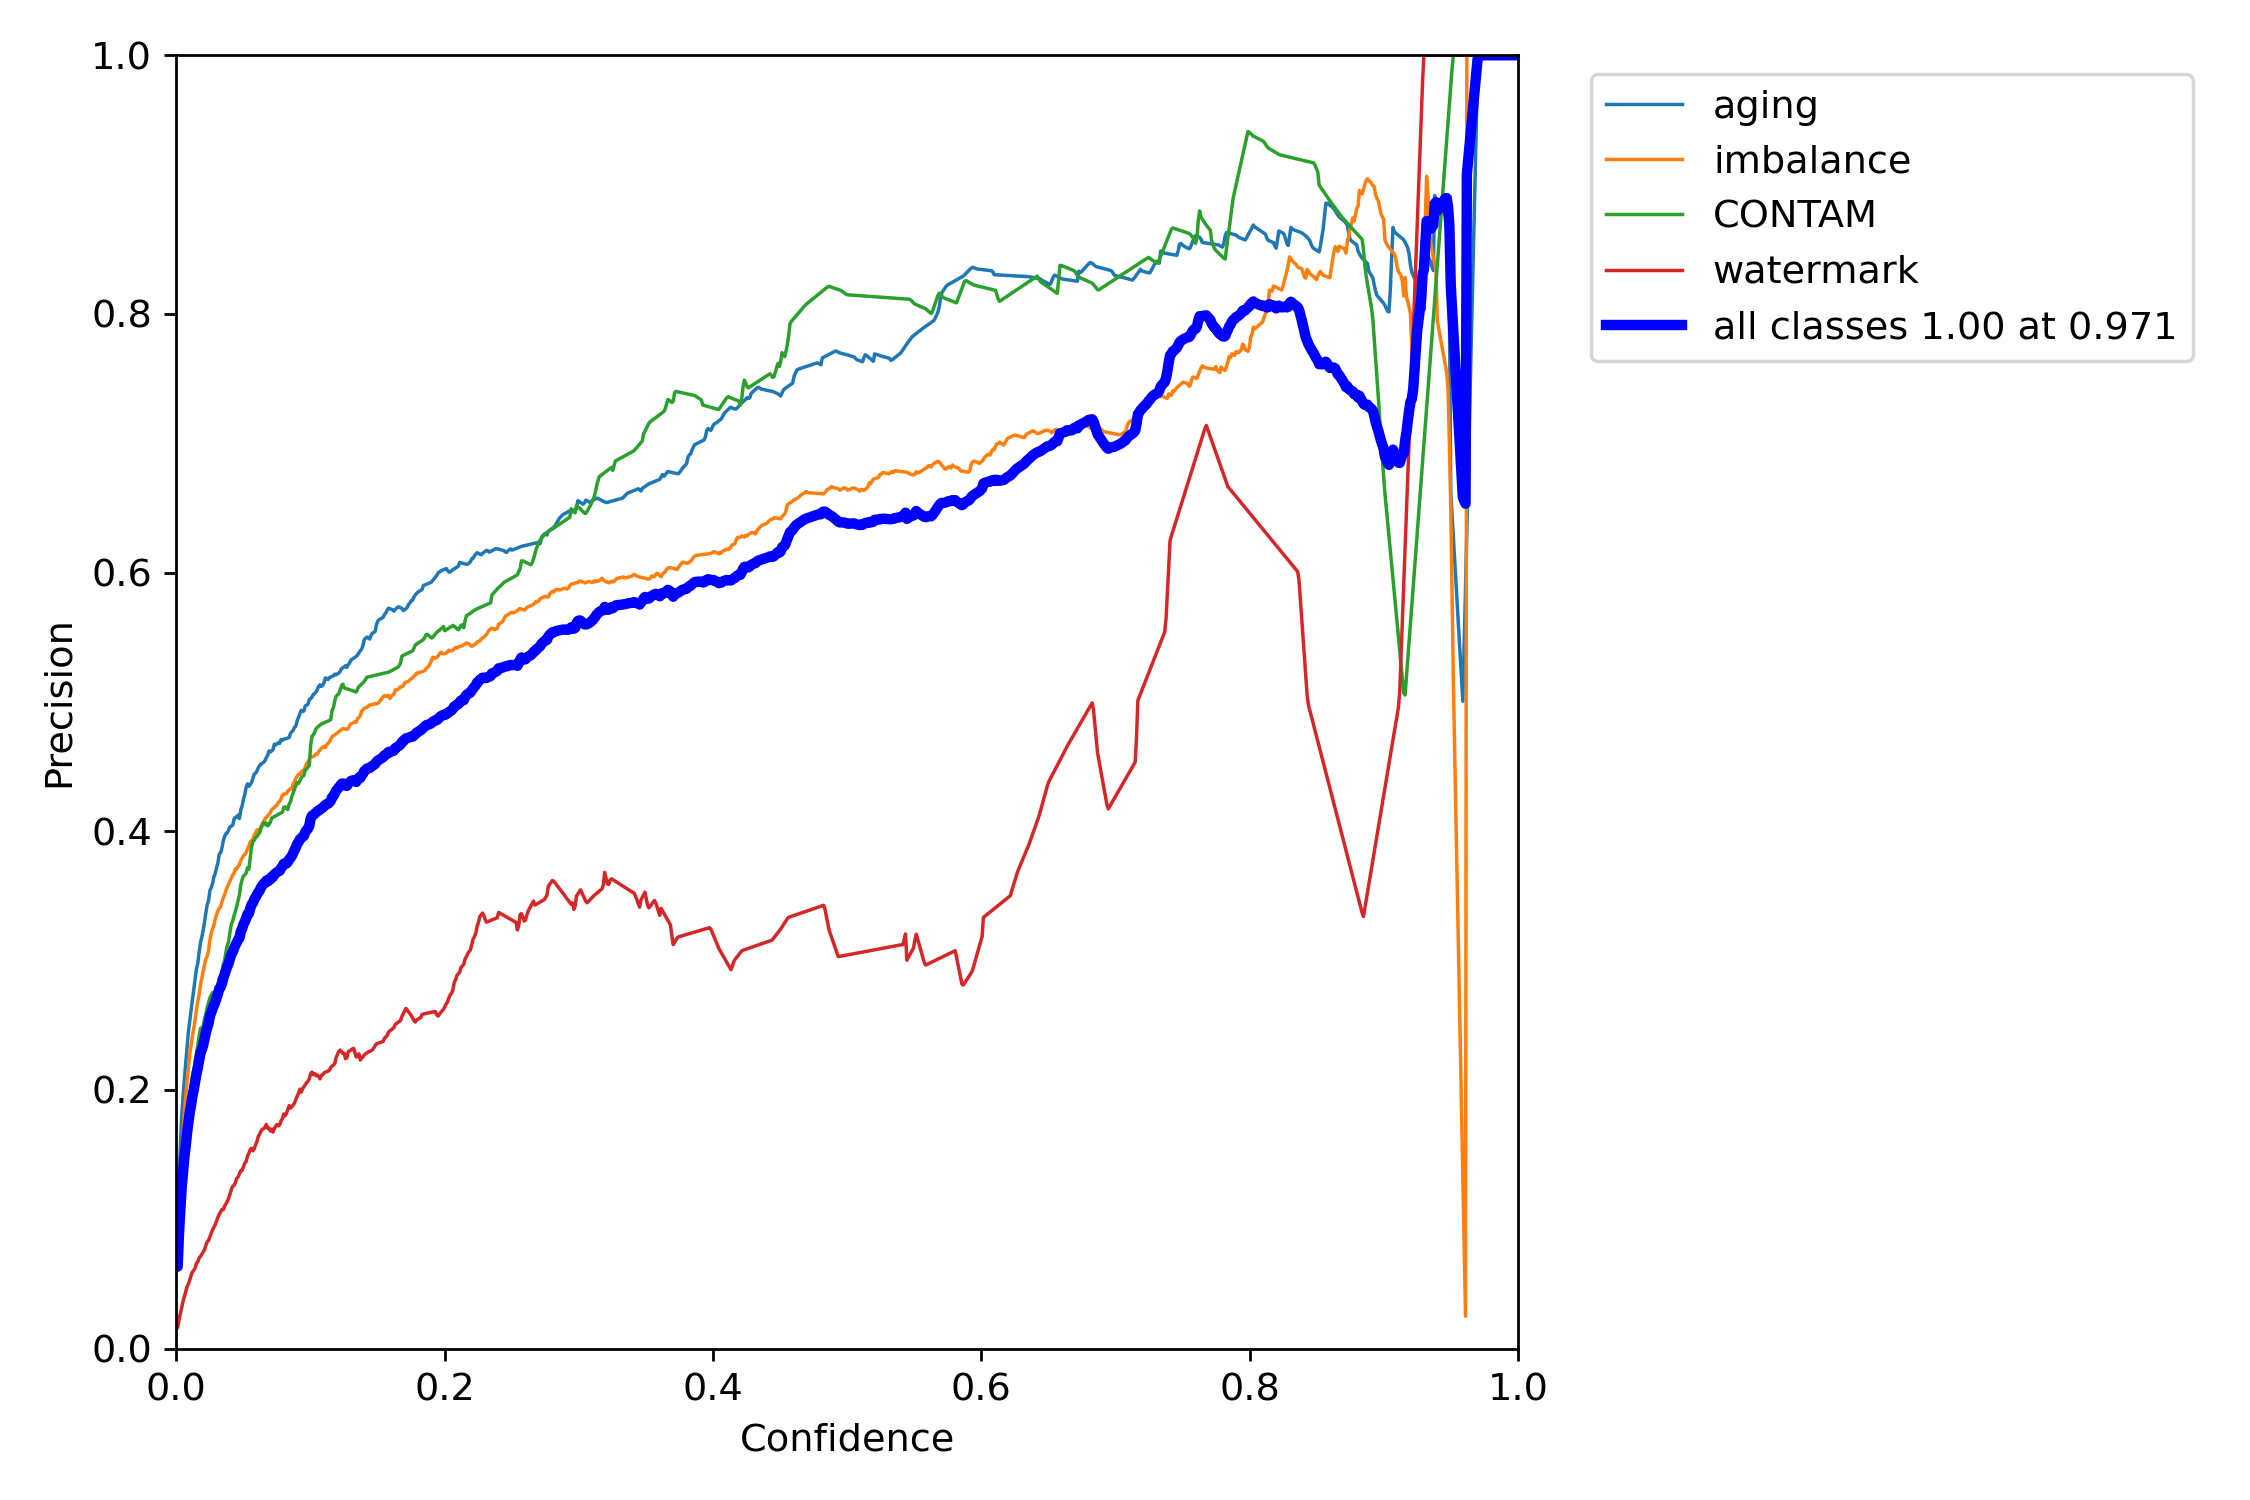 1.0
0.8
0.6
0.4
0.2
0.0
Precision
0.0 0.2 0.4 0.6 0.8 1.0
Confidence
aging
imbalance
CONTAM
watermark
all classes 1.00 at 0.971